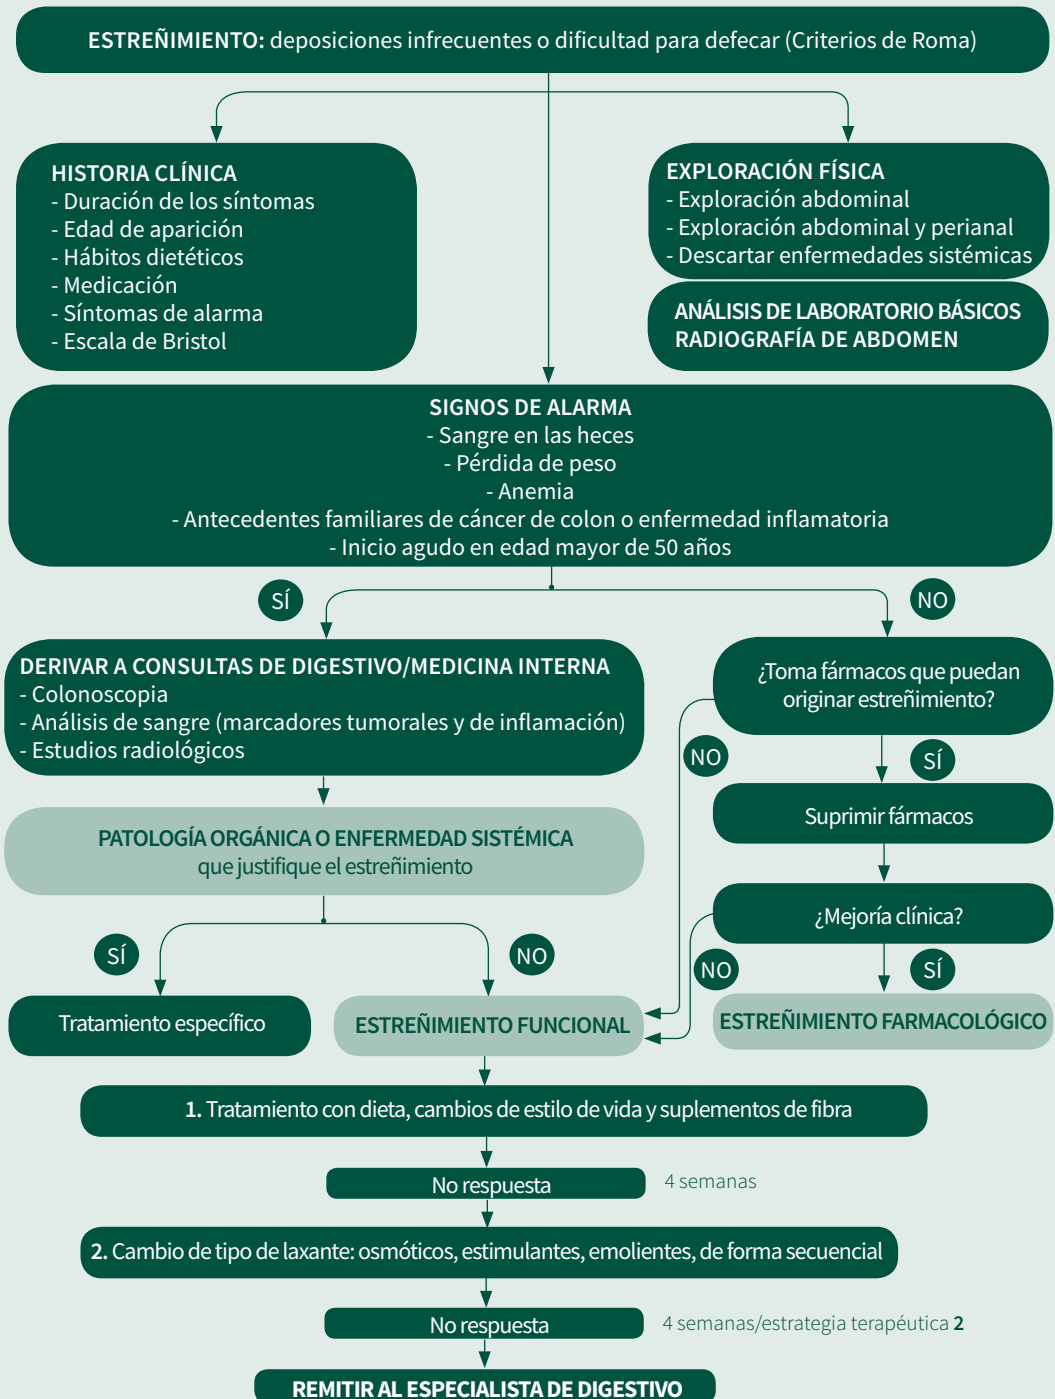 ESTREÑIMIENTO: deposiciones infrecuentes o dificultad para defecar (Criterios de Roma)
HISTORIA CLÍNICA
- Duración de los síntomas
- Edad de aparición
- Hábitos dietéticos
- Medicación
- Síntomas de alarma
- Escala de Bristol
EXPLORACIÓN FÍSICA
- Exploración abdominal
- Exploración abdominal y perianal
- Descartar enfermedades sistémicas
ANÁLISIS DE LABORATORIO BÁSICOS
RADIOGRAFÍA DE ABDOMEN
SIGNOS DE ALARMA
- Sangre en las heces
- Pérdida de peso
- Anemia
- Antecedentes familiares de cáncer de colon o enfermedad inflamatoria
- Inicio agudo en edad mayor de 50 años
SÍ
NO
DERIVAR A CONSULTAS DE DIGESTIVO/MEDICINA INTERNA
- Colonoscopia
- Análisis de sangre (marcadores tumorales y de inflamación)
- Estudios radiológicos
¿Toma fármacos que puedan
originar estreñimiento?
NO
SÍ
Suprimir fármacos
PATOLOGÍA ORGÁNICA O ENFERMEDAD SISTÉMICA
que justifique el estreñimiento
¿Mejoría clínica?
SÍ
NO
NO
SÍ
Tratamiento específico
ESTREÑIMIENTO FUNCIONAL
ESTREÑIMIENTO FARMACOLÓGICO
1. Tratamiento con dieta, cambios de estilo de vida y suplementos de fibra
No respuesta
4 semanas
2. Cambio de tipo de laxante: osmóticos, estimulantes, emolientes, de forma secuencial
No respuesta
4 semanas/estrategia terapéutica 2
REMITIR AL ESPECIALISTA DE DIGESTIVO